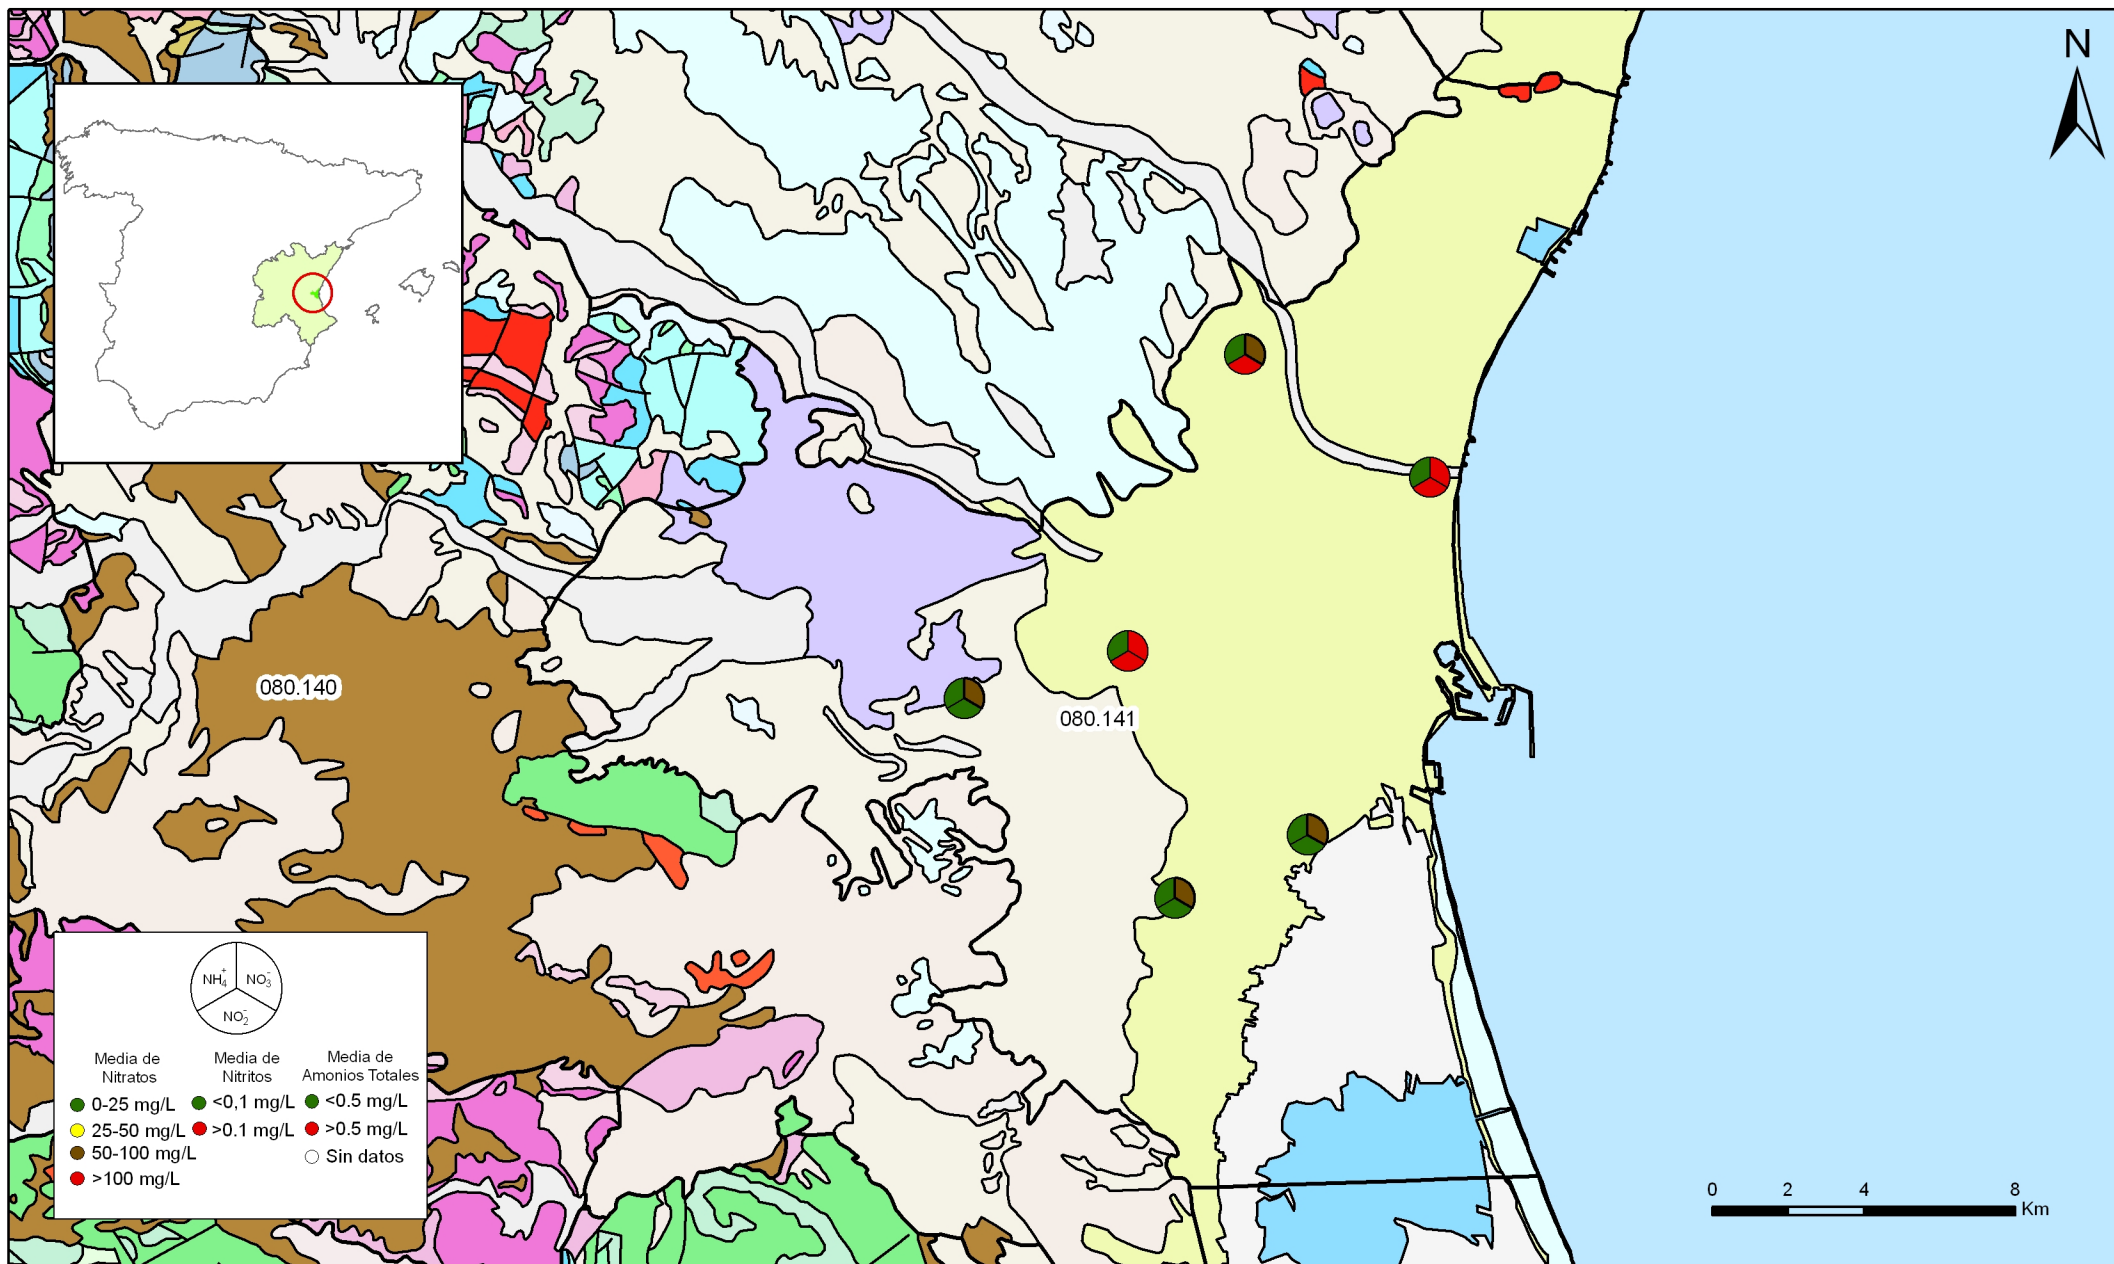 N
080.140
080.141
NH4+ NO3-
NO2-
Media de Nitratos
Media de Nitritos
Media de Amonios Totales
0-25 mg/L <0,1 mg/L <0.5 mg/L
25-50 mg/L >0.1 mg/L >0.5 mg/L
50-100 mg/L Sin datos
>100 mg/L
0 2 4 8
Km